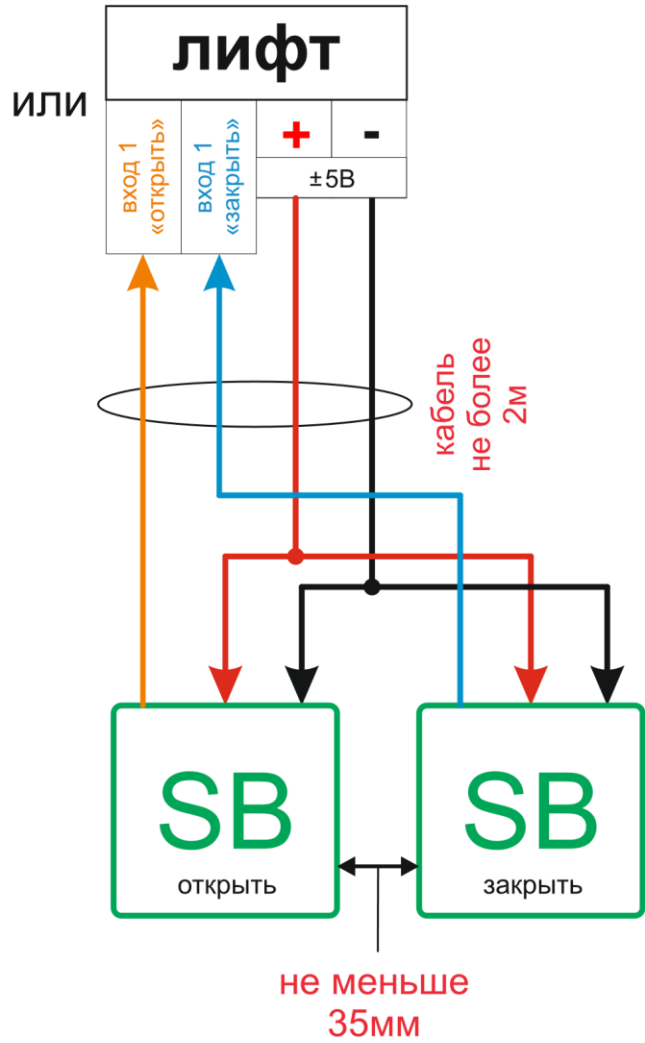 лифт
или
вход 1
«открыть»
вход 1
«закрыть»
+
-
±5В
кабель
не более
2м
SB
открыть
SB
закрыть
не меньше
35мм